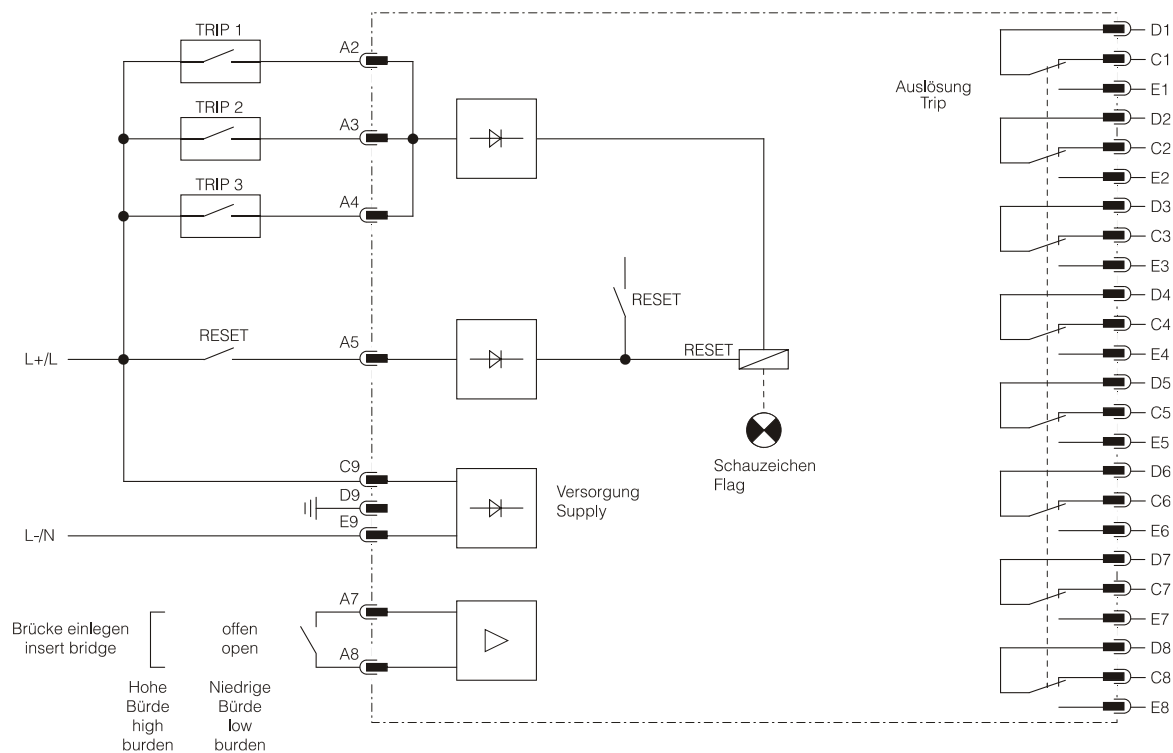 TRIP 1
A2
TRIP 2
A3
TRIP 3
A4
L+/L
RESET
A5
RESET
RESET
Schauzeichen
Flag
C9
D9
E9
L-/N
Versorgung
Supply
A7
A8
Brücke einlegen
insert bridge
offen
open
Hohe
Bürde
high
burden
Niedrige
Bürde
low
burden
Auslösung
Trip
D1
C1
E1
D2
C2
E2
D3
C3
E3
D4
C4
E4
D5
C5
E5
D6
C6
E6
D7
C7
E7
D8
C8
E8